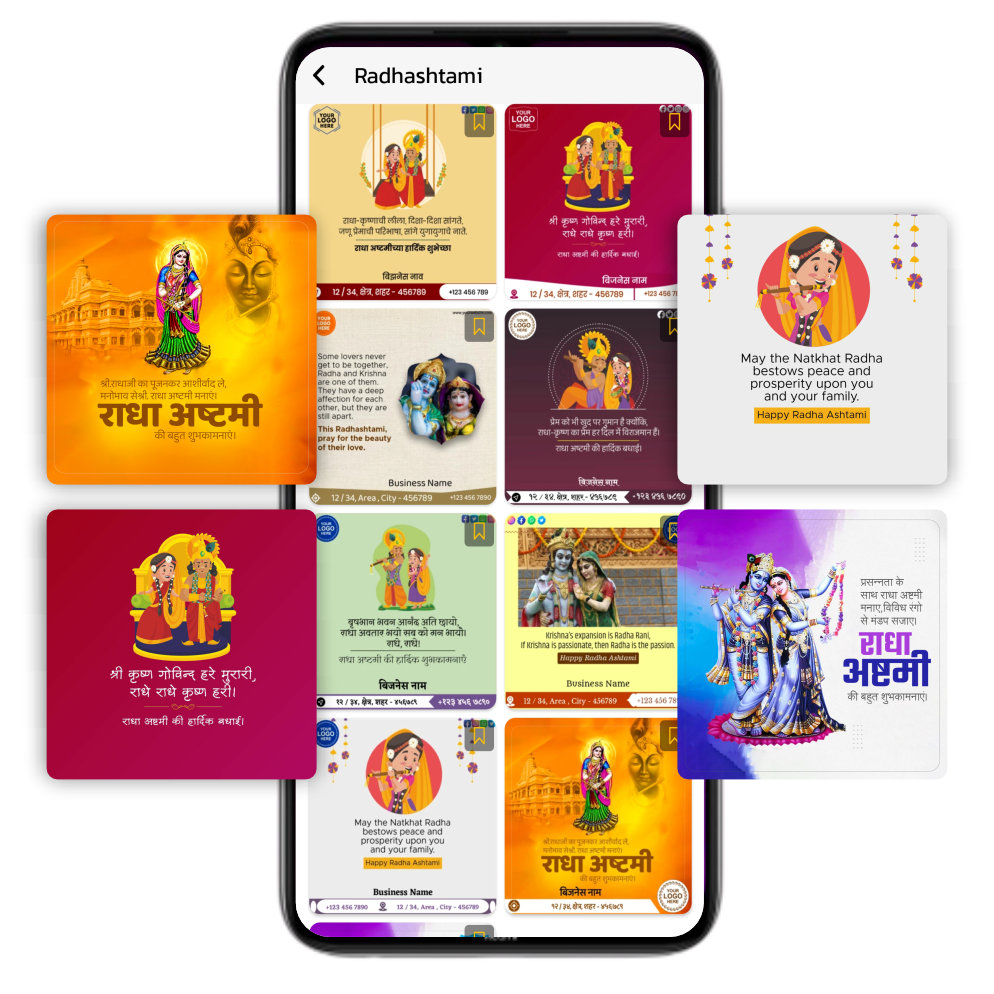 Radhashtami
YOUR
LOGO
HERE
राधा-कृष्णाची लीला, दिशा-दिशा सांगते,
जणू प्रेमाची परिभाषा, सांगे युगायुगाचे नाते.
राधा अष्टमीच्या हार्दिक शुभेच्छा
बिझनेस नाव
12 / 34, क्षेत्र, शहर - 456789
+123 456 789
YOUR
LOGO
HERE
श्री कृष्ण गोविन्द हरे मुरारी,
राधे राधे कृष्ण हरी।
राधा अष्टमी की हार्दिक बधाई।
बिजनेस नाम
12 / 34, क्षेत्र, शहर - 456789
+123 456 78
श्री.राधाजी का पूजनकर आशीर्वाद ले,
मनोभाव सेश्री. राधा अष्टमी मनाएं।
राधा अष्टमी
की बहुत शुभकामनाएं।
May the Natkhat Radha
bestows peace and
prosperity upon you
and your family.
Happy Radha Ashtami
YOUR
LOGO
HERE
Some lovers never
get to be together,
Radha and Krishna
are one of them.
They have a deep
affection for each
other, but they are
still apart.
This Radhashtami,
pray for the beauty
of their love.
Business Name
12 / 34, Area , City - 456789
+123 456 7890
YOUR
LOGO
HERE
प्रेम को भी खुद पर गुमान है क्योंकि,
राधा-कृष्ण का प्रेम हर दिल में विराजमान है।
राधा अष्टमी की हार्दिक बधाई।
बिजनेस नाम
१२ / ३४, क्षेत्र, शहर- ४५६७८९
+१२३ ४५६ ७८९०
श्री कृष्ण गोविन्द हरे मुरारी,
राधे राधे कृष्ण हरी।
राधा अष्टमी की हार्दिक बधाई।
YOUR
LOGO
HERE
बृषभान भवन आनंद अति छायो,
राधा अवतार भयो सब को मन भायो।
राधे, राधे!
राधा अष्टमी की हार्दिक शुभकामनाएँ
बिजनेस नाम
१२ / ३४, क्षेत्र, शहर - ४५६७८९
+१२३ ४५६ ७८९०
Krishna's expansion is Radha Rani,
If Krishna is passionate, then Radha is the passion.
Happy Radha Ashtami
Business Name
12 / 34, Area , City - 456789
+123 456 785
प्रसन्नता के
साथ राधा अष्टमी
मनाए,विविध रंगो
से मंडप सजाए।
राधा
अष्टमी
की बहुत शुभकामनाएं।
YOUR
LOGO
HERE
May the Natkhat Radha
bestows peace and
prosperity upon you
and your family.
Happy Radha Ashtami
Business Name
+123 456 7890
12 / 34, Area , City - 456789
श्री.राधाजी का पूजनकर आशीर्वाद ले,
मनोभाव सेश्री. राधा अष्टमी मनाएं।
राधा अष्टमी
की बहुत शुभकामनाएं।
बिजनेस नाम
१२ / ३४, क्षेत्र, शहर - ४५६७८९
YOUR
LOGO
HERE